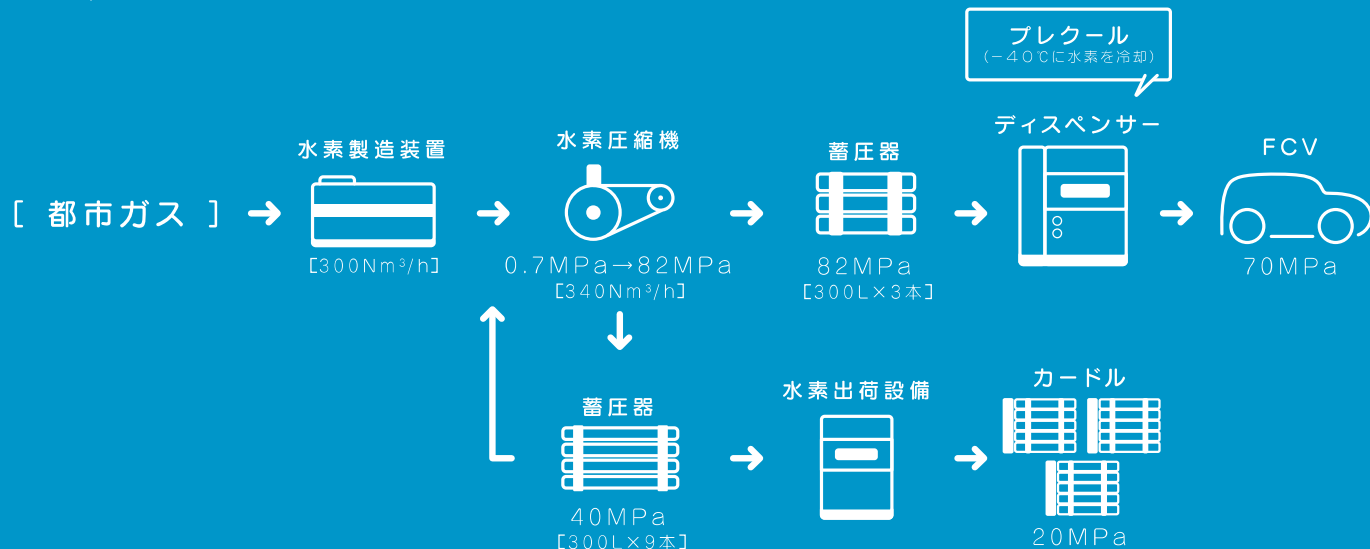 プレクール
(-40℃に水素を冷却)
[ 都市ガス ]
水素製造装置
[300Nm³/h]
水素圧縮機
0.7MPa→82MPa
[340Nm³/h]
蓄圧器
82MPa
[300L×3本]
ディスペンサー
FCV
70MPa
蓄圧器
40MPa
[300L×9本]
水素出荷設備
カードル
20MPa